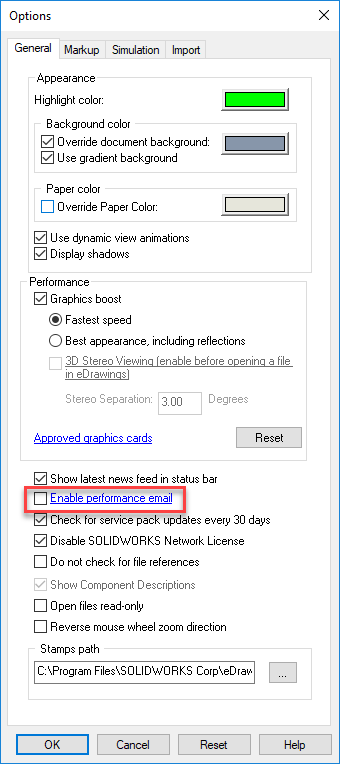 Options
General Markup Simulation Import
Appearance
Highlight color:
Background color
Override document background:
Use gradient background
Paper color
Override Paper Color:
Use dynamic view animations
Display shadows
Performance
Graphics boost
Fastest speed
Best appearance, including reflections
3D Stereo Viewing (enable before opening a file
in eDrawings)
Stereo Separation: 3.00 Degrees
Approved graphics cards Reset
Show latest news feed in status bar
Enable performance email
Check for service pack updates every 30 days
Disable SOLIDWORKS Network License
Do not check for file references
Show Component Descriptions
Open files read-only
Reverse mouse wheel zoom direction
Stamps path
C:\Program Files\SOLIDWORKS Corp\eDraw ...
OK Cancel Reset Help